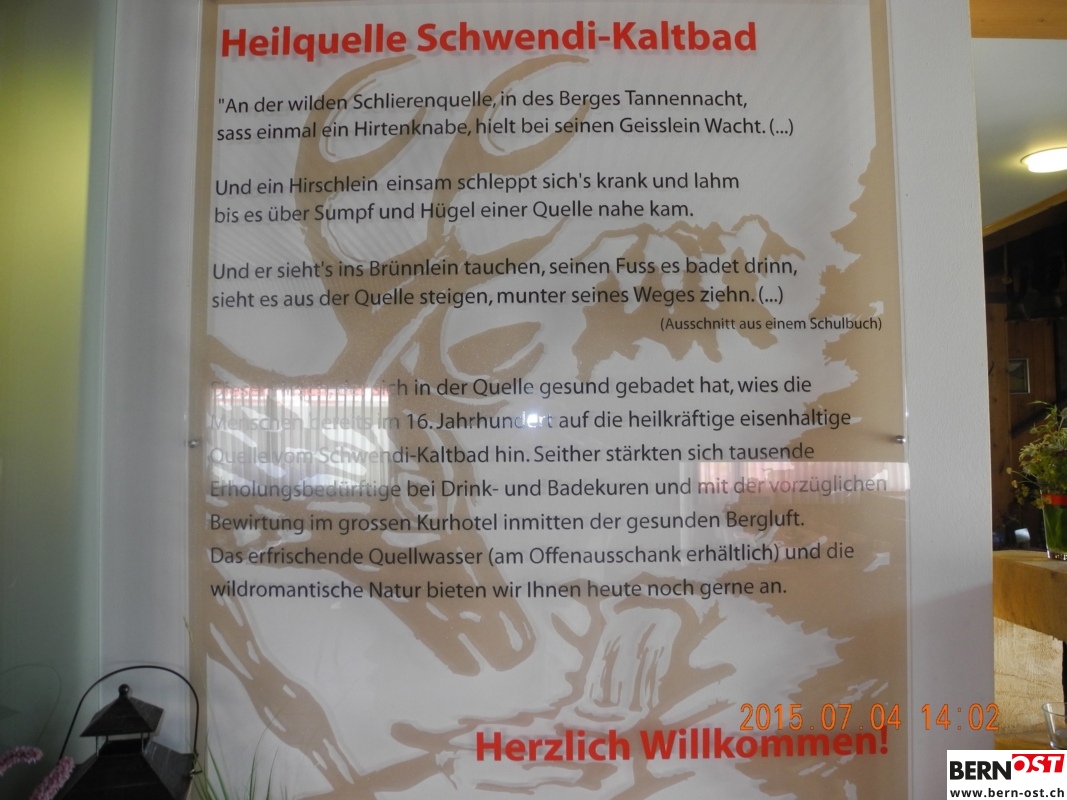 Heilquelle Schwendi-Kaltbad
"An der wilden Schlierenquelle, in des Berges Tannennacht,
sass einmal ein Hirtenknabe, hielt bei seinen Geisslein Wacht. (...)
Und ein Hirschlein einsam schleppt sich's krank und lahm
bis es über Sumpf und Hügel einer Quelle nahe kam.
Und er sieht's ins Brünnlein tauchen, seinen Fuss es badet drinn,
sieht es aus der Quelle steigen, munter seines Weges ziehn. (...)
(Ausschnitt aus einem Schulbuch)
sich in der Quelle gesund gebadet hat, wies die
Menschen bereits im 16. Jahrhundert auf die heilkräftige eisenhaltige
Quelle vom Schwendi-Kaltbad hin. Seither stärkten sich tausende
Erholungsbedürftige bei Drink- und Badekuren und mit der vorzüglichen
Bewirtung im grossen Kurhotel inmitten der gesunden Bergluft.
Das erfrischende Quellwasser (am Offenausschank erhältlich) und die
wildromantische Natur bieten wir Ihnen heute noch gerne an.
2015.07.04 14:02
Herzlich Willkommen!
BERNOST
www.bern-ost.ch